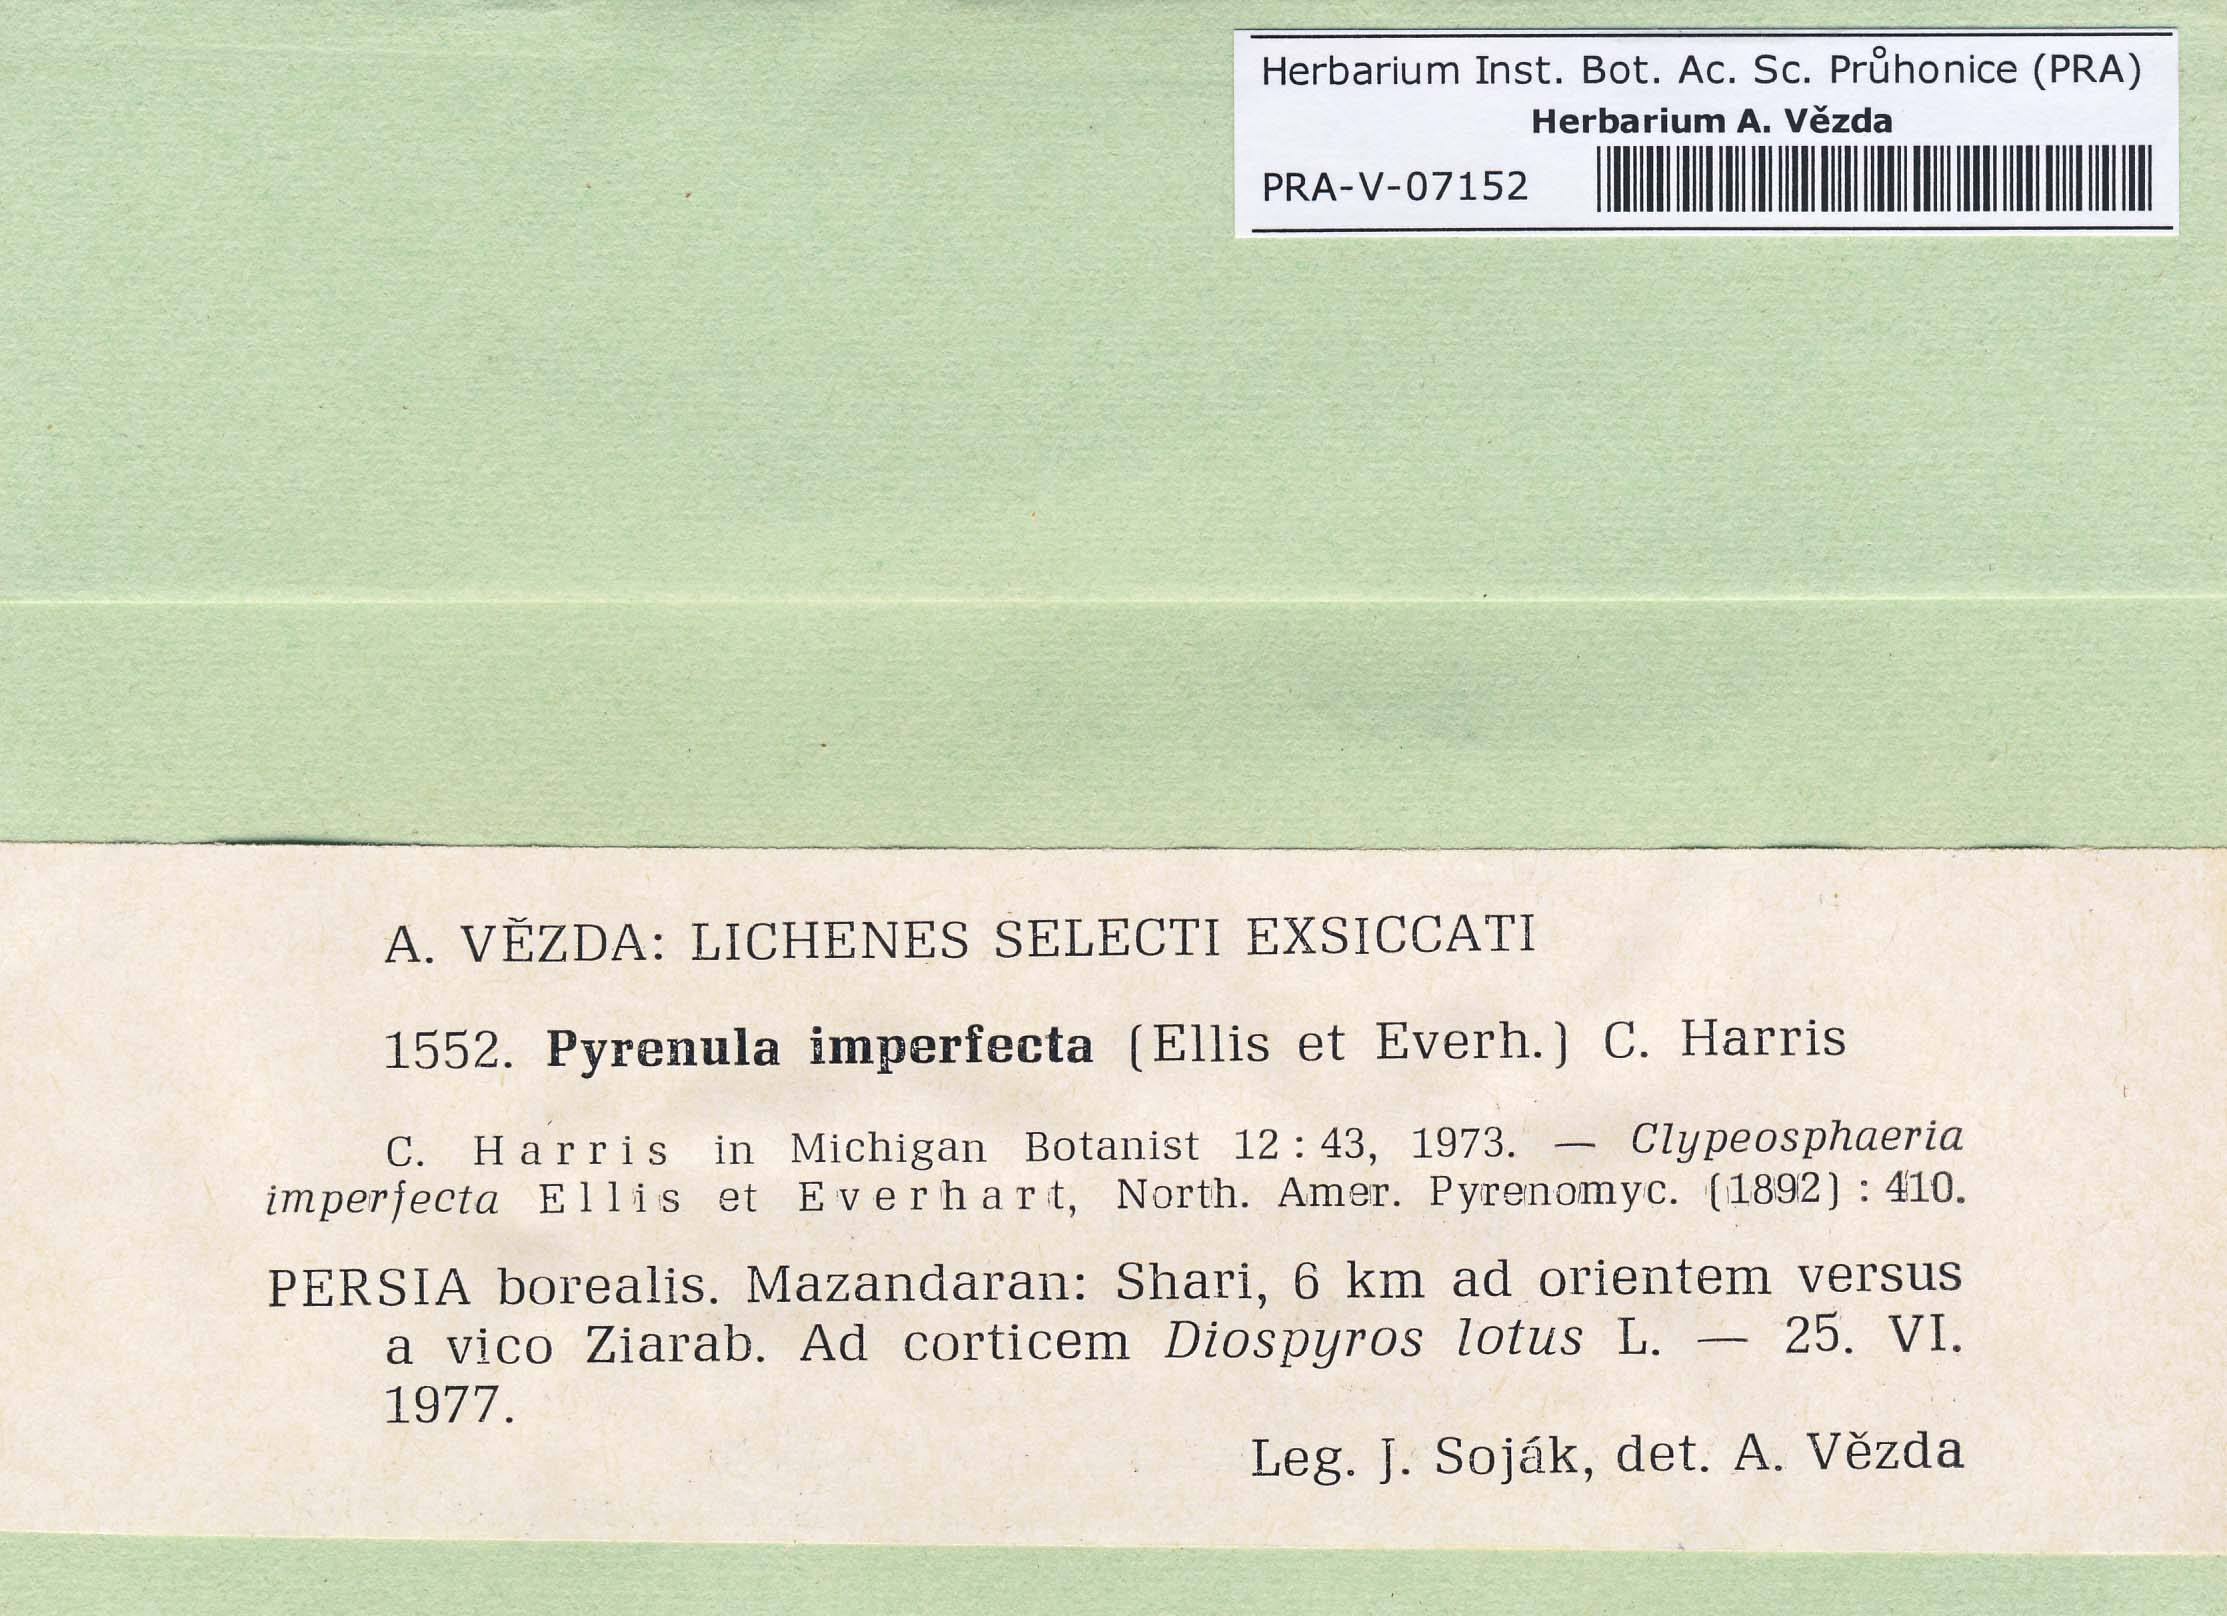 Herbarium Inst. Bot. Ac. Sc. Průhonice (PRA)
Herbarium A. Vězda
PRA-V-07152
A. VĚZDA: LICHENES SELECTI EXSICCATI
1552. Pyrenula imperfecta (Ellis et Everh.) C. Harris
C. Harris in Michigan Botanist 12 : 43, 1973. — Clypeosphaeria
imperfecta Ellis et Everhart, North. Amer. Pyrenomyc. (1892) : 410.
PERSIA borealis. Mazandaran: Shari, 6 km ad orientem versus
a vico Ziarab. Ad corticem Diospyros lotus L. — 25. VI.
1977.
Leg. J. Soják, det. A. Vězda